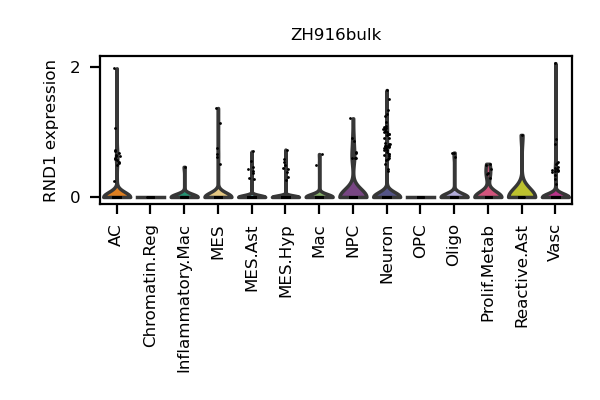 ZH916bulk
RND1 expression
2
0
AC
Chromatin.Reg
Inflammatory.Mac
MES
MES.Ast
MES.Hyp
Mac
NPC
Neuron
OPC
Oligo
Prolif.Metab
Reactive.Ast
Vasc